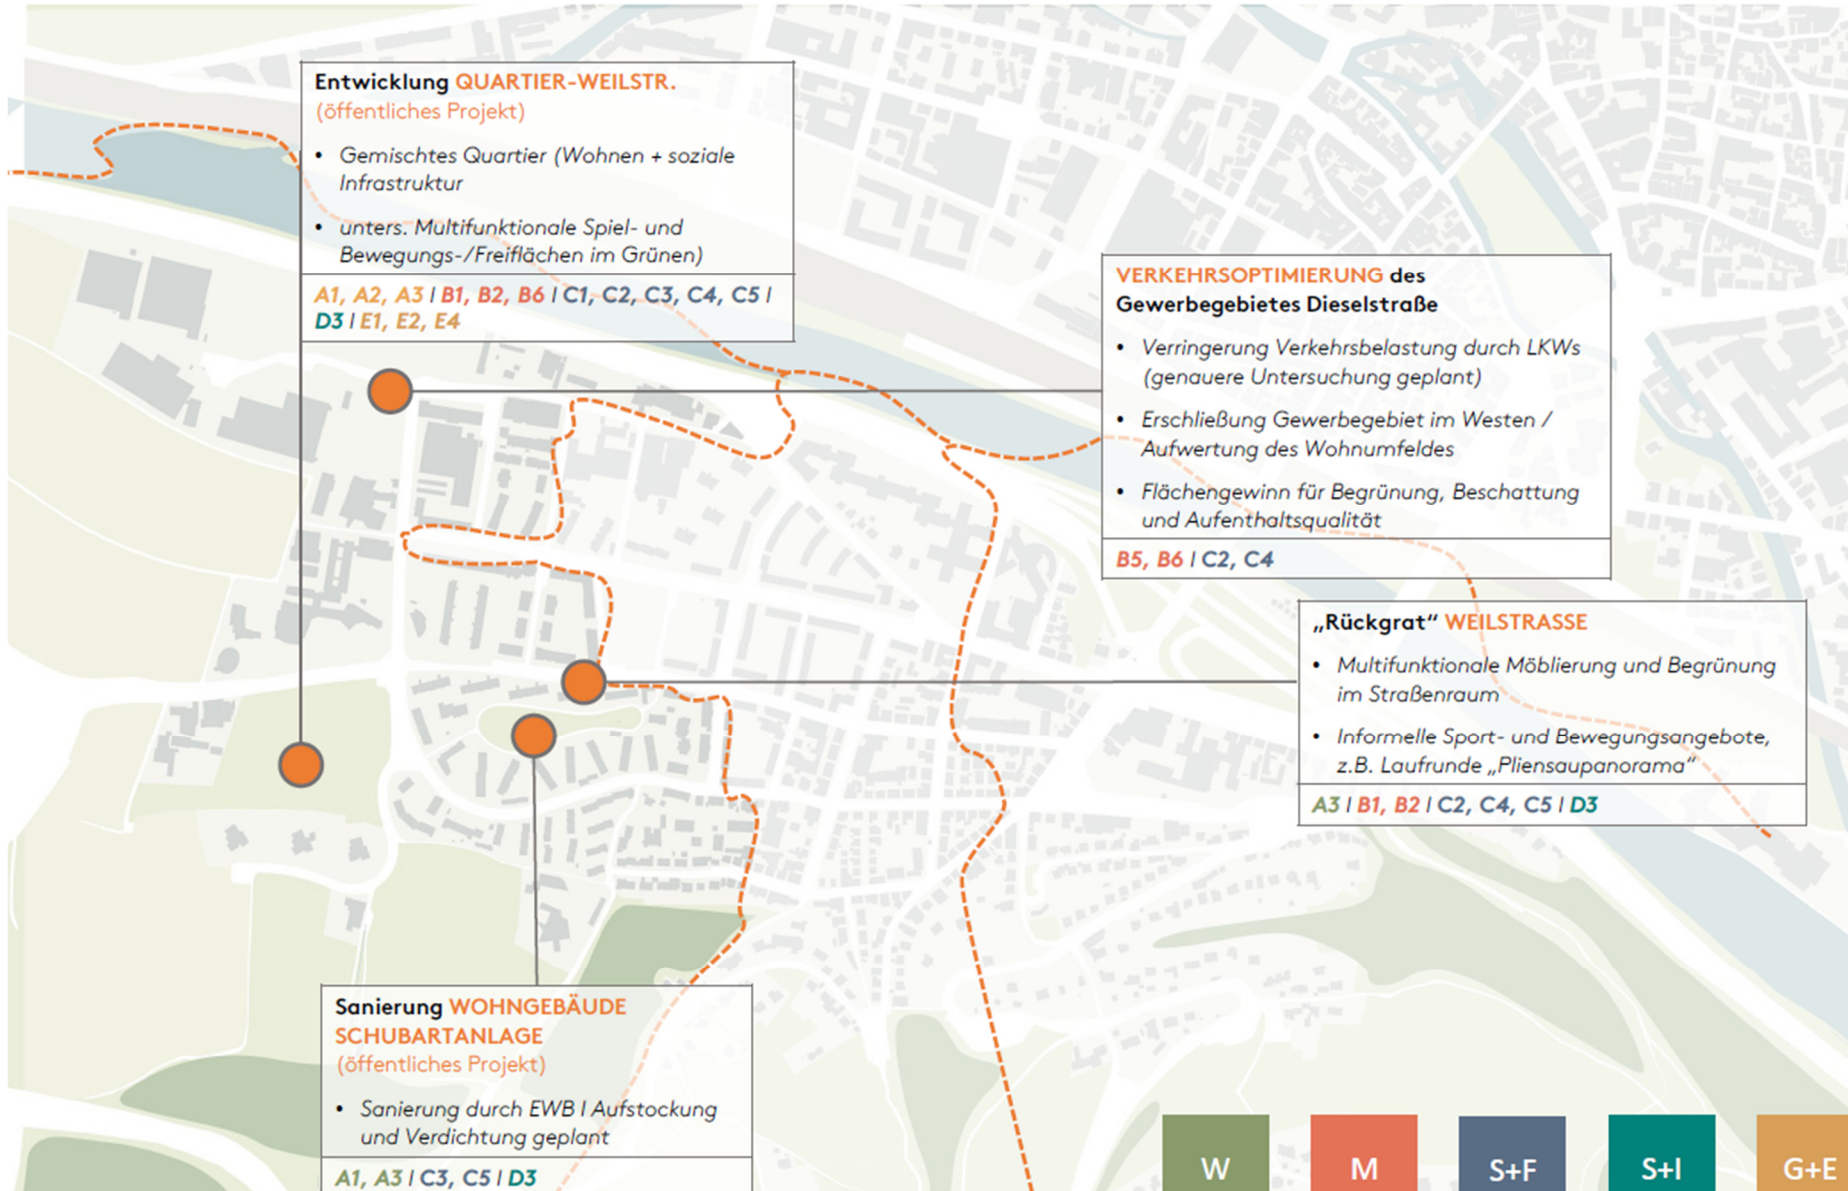 Entwicklung QUARTIER-WEILSTR.
(öffentliches Projekt)
• Gemischtes Quartier (Wohnen + soziale
Infrastruktur
• unters. Multifunktionale Spiel- und
Bewegungs-/Freiflächen im Grünen)
A1, A2, A3 I B1, B2, B6 I C1, C2, C3, C4, C5 I
D3 I E1, E2, E4
VERKEHRSOPTIMIERUNG des
Gewerbegebietes Dieselstraße
• Verringerung Verkehrsbelastung durch LKWs
(genauere Untersuchung geplant)
• Erschließung Gewerbegebiet im Westen /
Aufwertung des Wohnumfeldes
• Flächengewinn für Begrünung, Beschattung
und Aufenthaltsqualität
B5, B6 I C2, C4
„Rückgrat“ WEILSTRASSE
• Multifunktionale Möblierung und Begrünung
im Straßenraum
• Informelle Sport- und Bewegungsangebote,
z.B. Laufrunde „Pliensaupanorama“
A3 I B1, B2 I C2, C4, C5 I D3
Sanierung WOHNGEBÄUDE
SCHUBARTANLAGE
(öffentliches Projekt)
• Sanierung durch EWB I Aufstockung
und Verdichtung geplant
A1, A3 I C3, C5 I D3
W M S+F S+I G+E